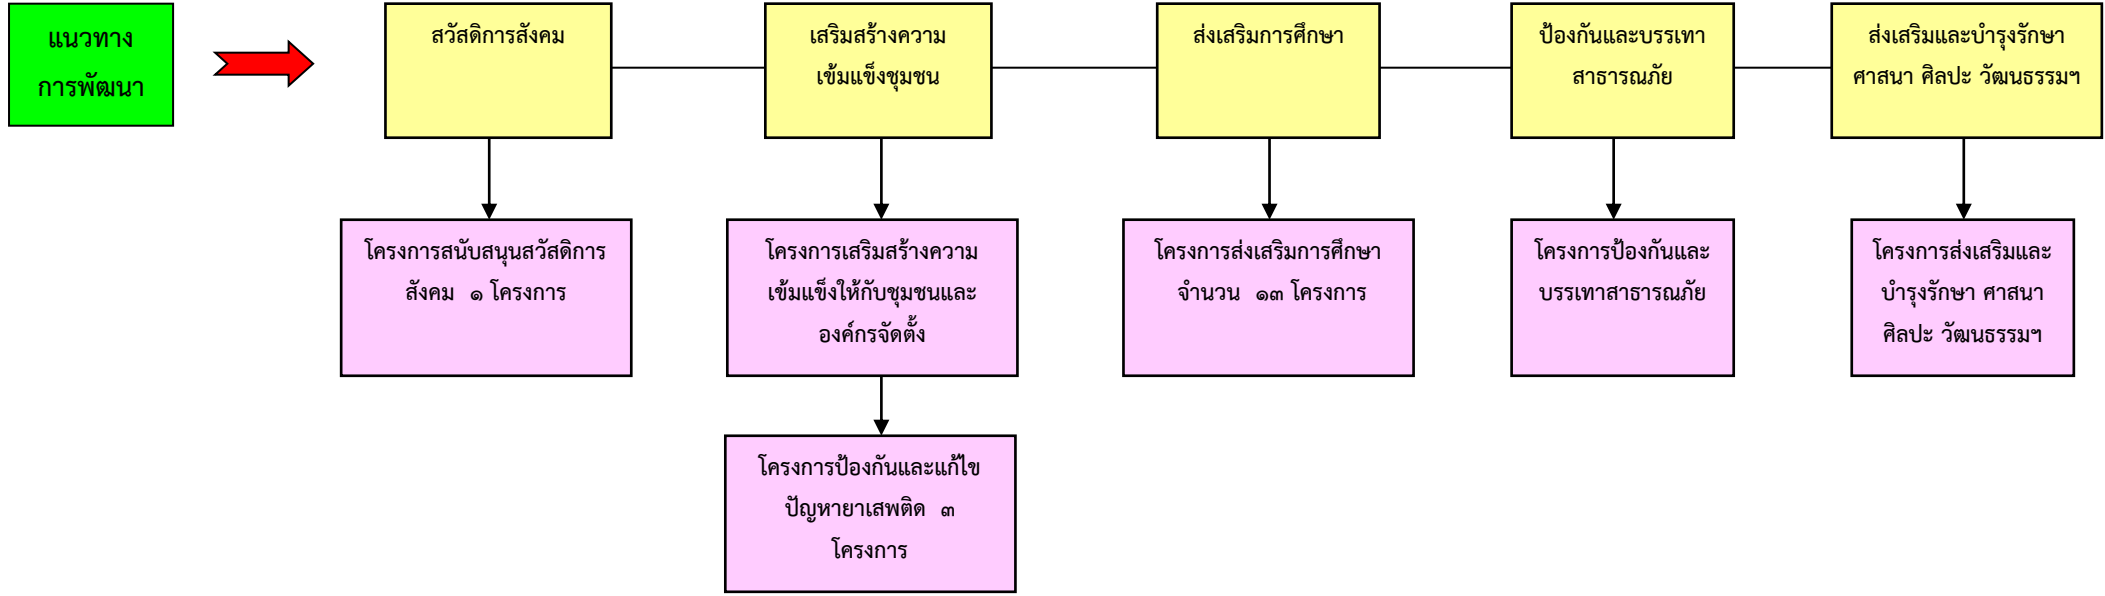 แนวทาง
การพัฒนา
สวัสดิการสังคม
เสริมสร้างความ
เข้มแข็งชุมชน
ส่งเสริมการศึกษา
ป้องกันและบรรเทา
สาธารณภัย
ส่งเสริมและบำรุงรักษา
ศาสนา ศิลปะ วัฒนธรรมฯ
โครงการสนับสนุนสวัสดิการ
สังคม ๑ โครงการ
โครงการเสริมสร้างความ
เข้มแข็งให้กับชุมชนและ
องค์กรจัดตั้ง
โครงการส่งเสริมการศึกษา
จำนวน ๑๓ โครงการ
โครงการป้องกันและ
บรรเทาสาธารณภัย
โครงการส่งเสริมและ
บำรุงรักษา ศาสนา
ศิลปะ วัฒนธรรมฯ
โครงการป้องกันและแก้ไข
ปัญหายาเสพติด ๓
โครงการ